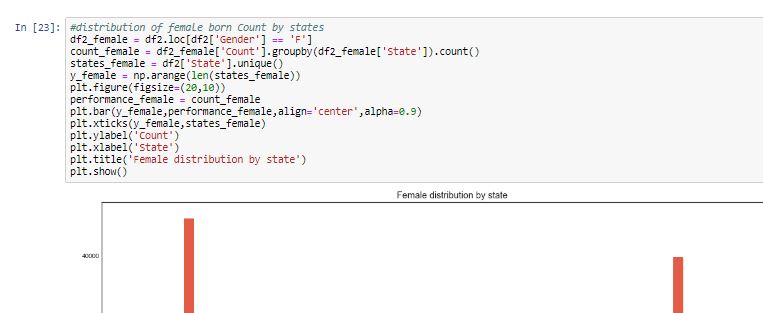 In [23]: #distribution of female born Count by states
df2_female = df2.loc[df2['Gender'] == 'F']
count_female = df2_female['Count'].groupby(df2_female['State']).count()
states_female = df2['State'].unique()
y_female = np.arange(len(states_female))
plt.figure(figsize=(20,10))
performance_female = count_female
plt.bar(y_female,performance_female,align='center',alpha=0.9)
plt.xticks(y_female,states_female)
plt.ylabel('Count')
plt.xlabel('State')
plt.title('Female distribution by state')
plt.show()
Female distribution by state
40000